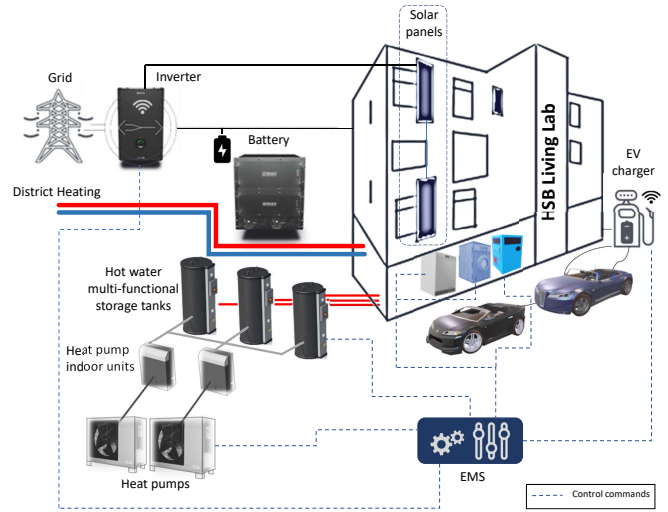 Solar
panels
Grid
Inverter
Battery
HSB Living Lab
EV
charger
District Heating
Hot water
multi-functional
storage tanks
Heat pump
indoor units
Heat pumps
EMS
Control commands